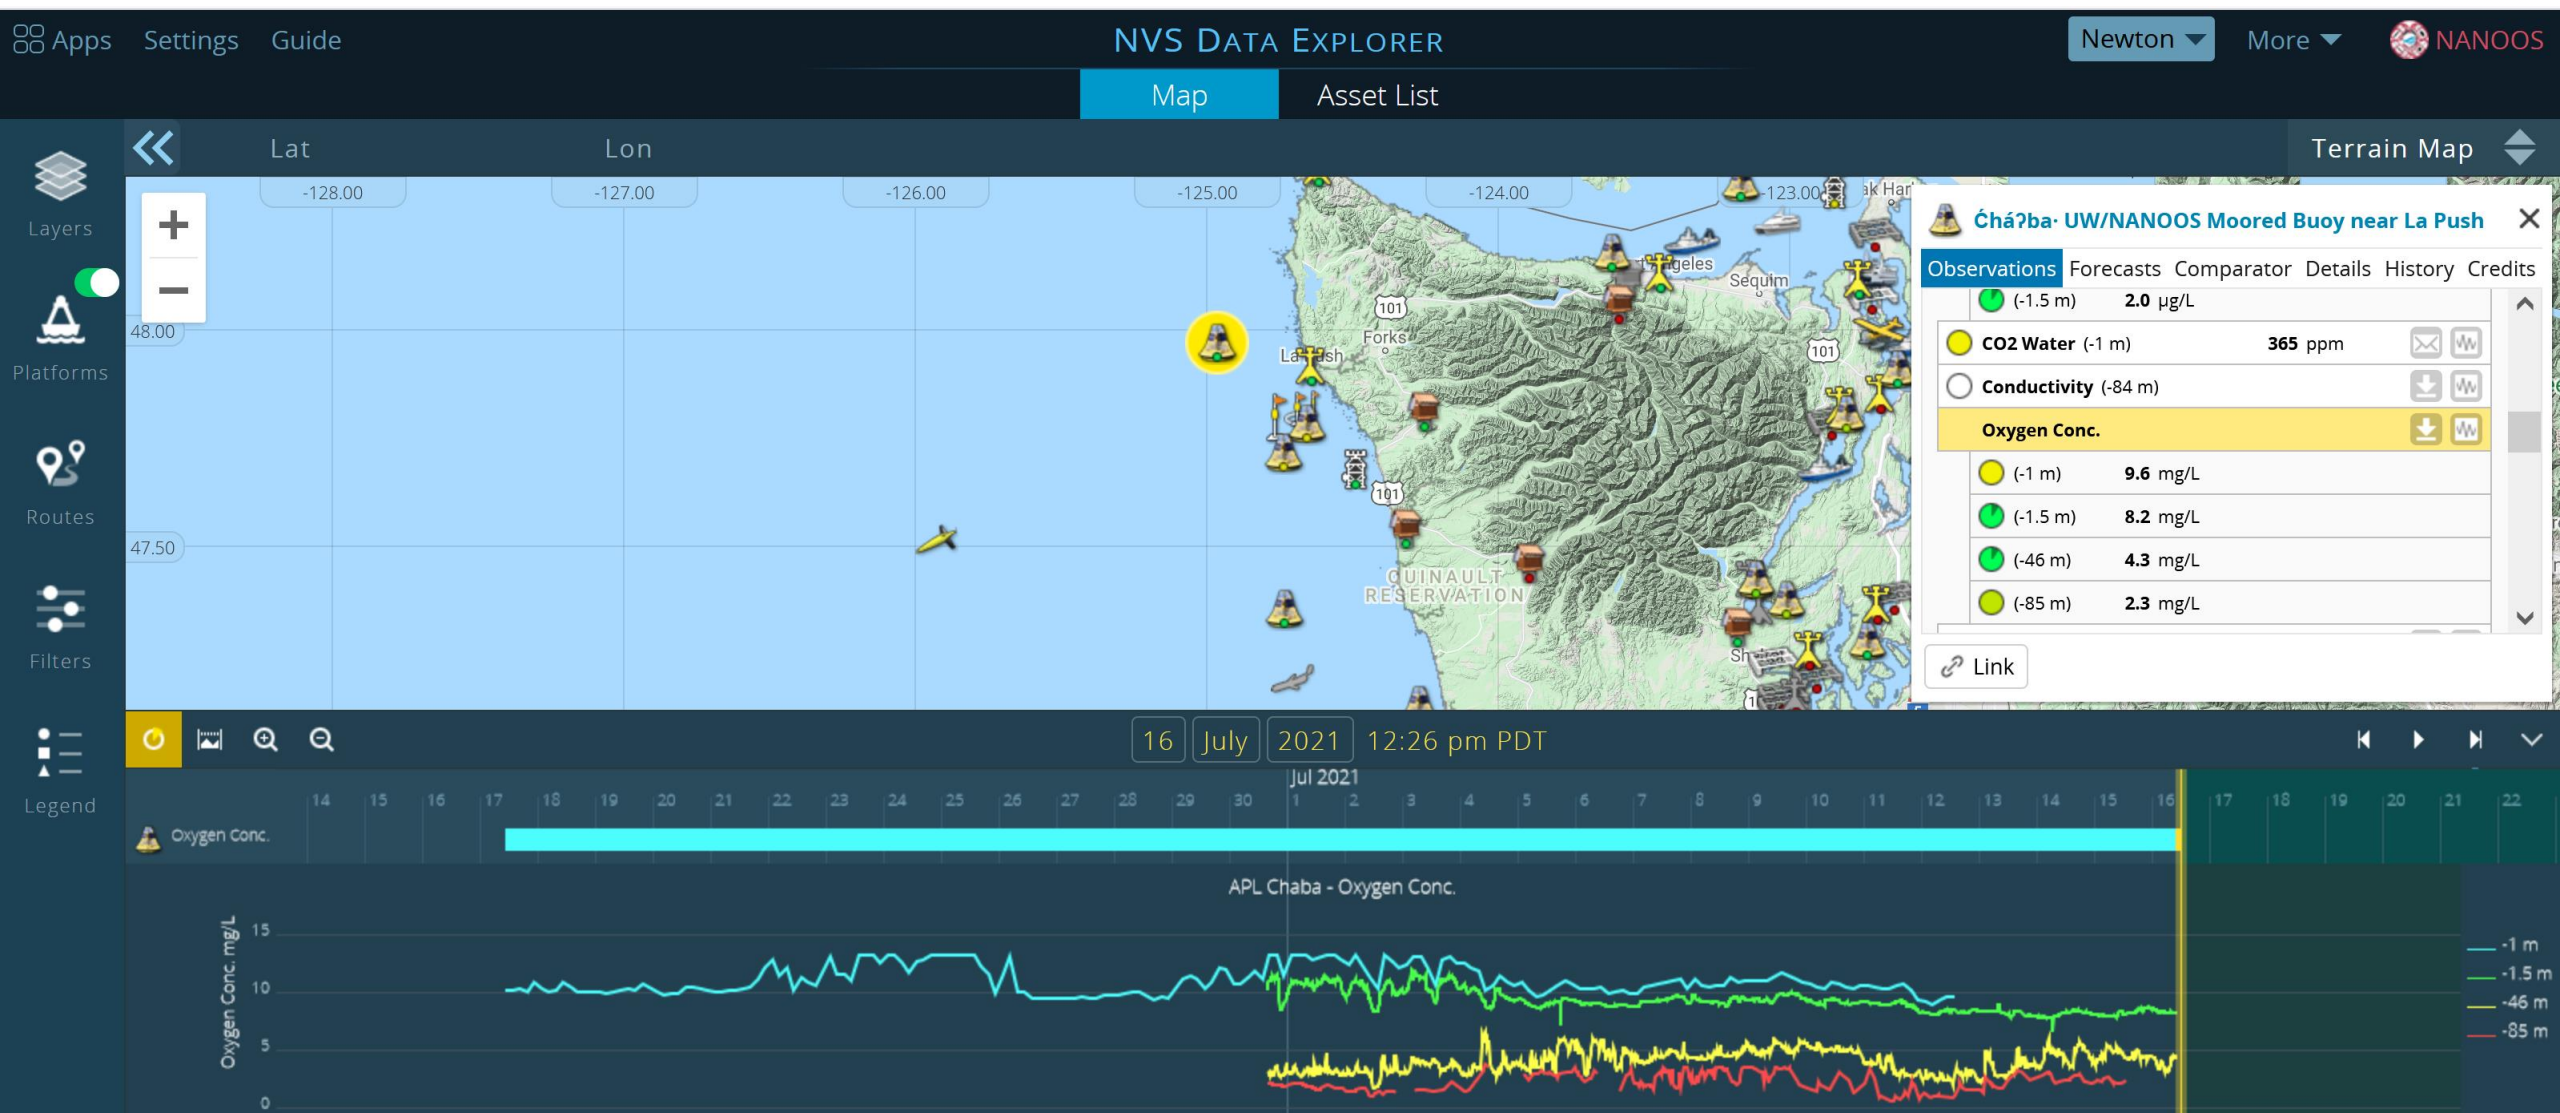 Apps Settings Guide NVS DATA EXPLORER Newton More NANOOS
Map Asset List
Lat Lon Terrain Map
Layers
Platforms
Routes
Filters
Legend
+
−
-128.00 -127.00 -126.00 -125.00 -124.00 -123.00
48.00
47.50
ak Har
geles
Sequim
101
Forks
101
101
QUINAULT
RESERVATION
Sh
Čháʔba· UW/NANOOS Moored Buoy near La Push
Observations Forecasts Comparator Details History Credits
(-1.5 m) 2.0 µg/L
CO2 Water (-1 m) 365 ppm
Conductivity (-84 m)
Oxygen Conc.
(-1 m) 9.6 mg/L
(-1.5 m) 8.2 mg/L
(-46 m) 4.3 mg/L
(-85 m) 2.3 mg/L
Link
16 July 2021 12:26 pm PDT
Jul 2021
14 15 16 17 18 19 20 21 22 23 24 25 26 27 28 29 30 1 2 3 4 5 6 7 8 9 10 11 12 13 14 15 16 17 18 19 20 21 22
Oxygen Conc.
APL Chaba - Oxygen Conc.
Oxygen Conc. mg/L
15
10
5
0
-1 m
-1.5 m
-46 m
-85 m